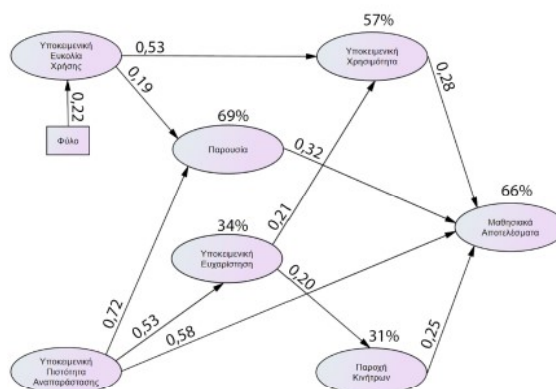 57%
Υποκειμενική
Ευκολία
Χρήσης
0,53
Υποκειμενική
Χρησιμότητα
0,28
0,19
0,22
69%
Φύλο
Παρουσία
0,32
66%
34%
0,21
Μαθησιακά
Αποτελέσματα
Υποκειμενική
Ευχαρίστηση
0,20
0,72
0,53
0,58
31%
0,25
Υποκειμενική
Πιστότητα
Αναπαράστασης
Παροχή
Κινήτρων